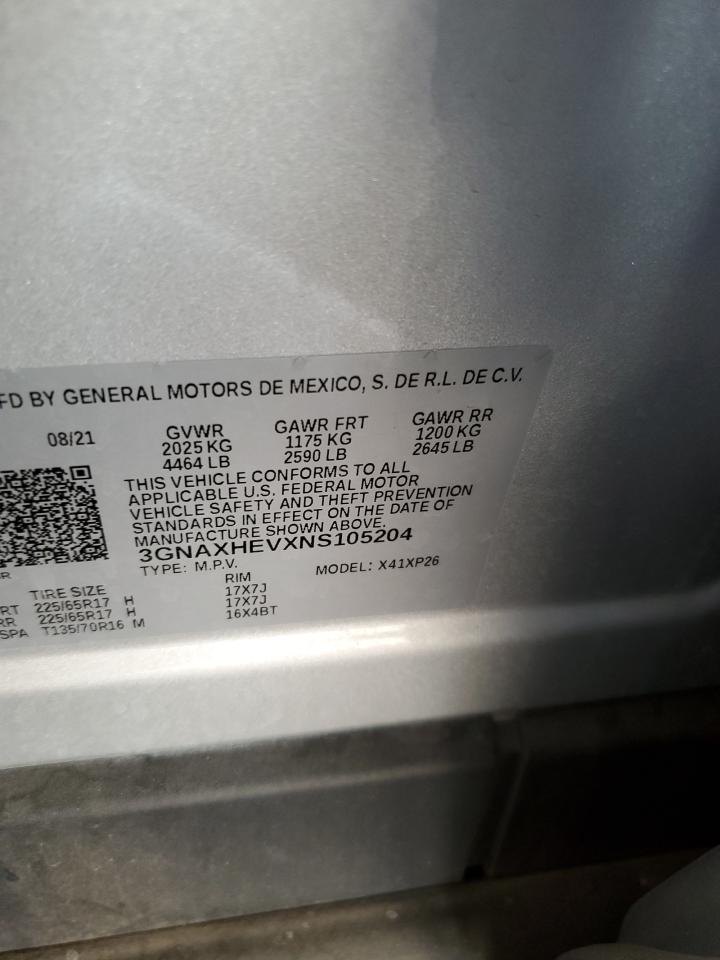 FD BY GENERAL MOTORS DE MEXICO, S. DE R.L. DE C.V.
08/21 GVWR GAWR FRT GAWR RR
2025 KG 1175 KG 1200 KG
4464 LB 2590 LB 2645 LB
THIS VEHICLE CONFORMS TO ALL
APPLICABLE U.S. FEDERAL MOTOR
VEHICLE SAFETY AND THEFT PREVENTION
STANDARDS IN EFFECT ON THE DATE OF
MANUFACTURE SHOWN ABOVE.
3GNAXHEVXNS105204
TYPE: M.P.V. MODEL: X41XP26
TIRE SIZE RIM
FRT 225/65R17 H 17X7J
RR 225/65R17 H 17X7J
SPA T135/70R16 M 16X4BT